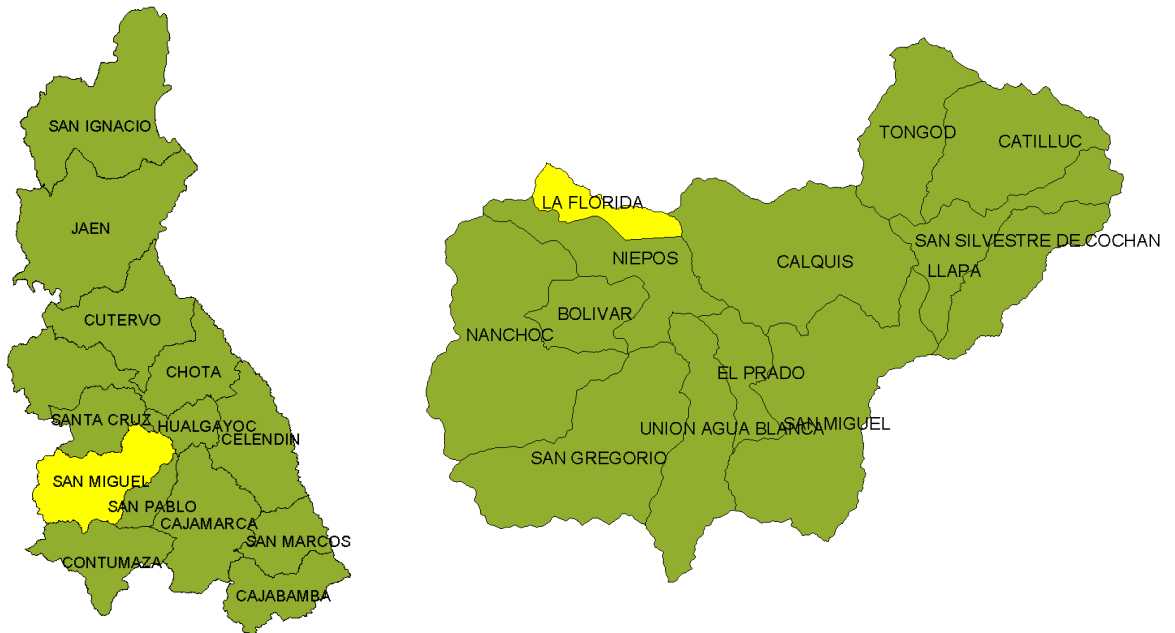 SAN IGNACIO
JAEN
CUTERVO
CHOTA
SANTA CRUZ
HUALGAYOC
CELENDIN
SAN MIGUEL
SAN PABLO
CAJAMARCA
SAN MARCOS
CONTUMAZA
CAJABAMBA
TONGOD
CATILLUC
LA FLORIDA
SAN SILVESTRE DE COCHAN
NIEPOS
CALQUIS
LLAPA
BOLIVAR
NANCHOC
EL PRADO
UNION AGUA BLANCA
SAN MIGUEL
SAN GREGORIO